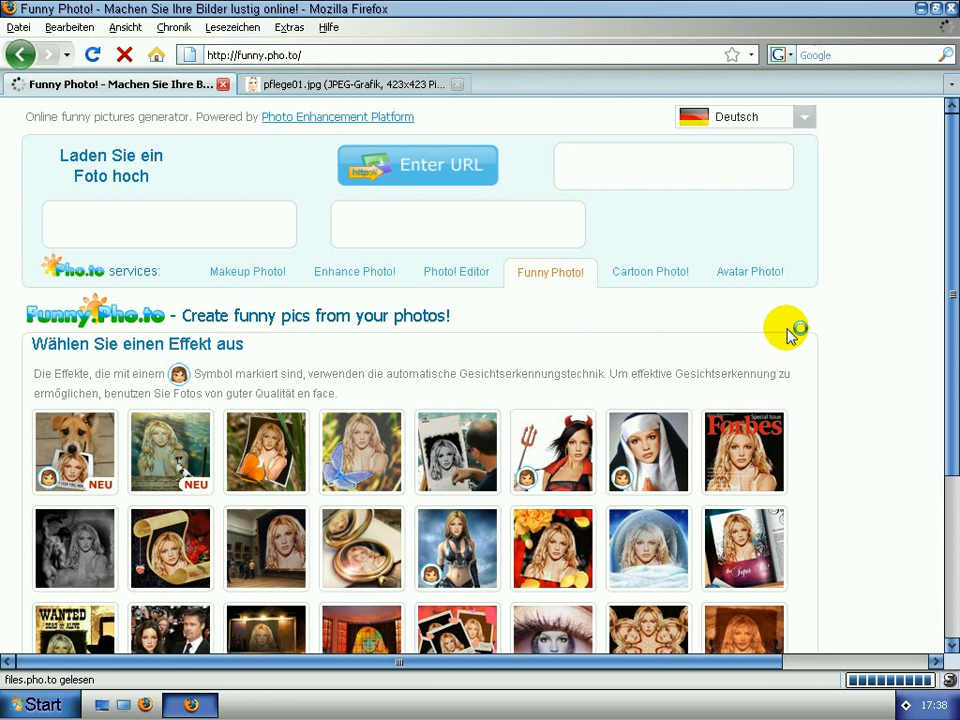 Funny Photo! - Machen Sie Ihre Bilder lustig online! - Mozilla Firefox
Datei Bearbeiten Ansicht Chronik Lesezeichen Extras Hilfe
http://funny.pho.to/
Google
Funny Photo! - Machen Sie Ihre B...
pflege01.jpg (JPEG-Grafik, 423x423 Pi...
Online funny pictures generator. Powered by Photo Enhancement Platform
Deutsch
Laden Sie ein
Foto hoch
http://
Enter URL
Pho.to services:
Makeup Photo!
Enhance Photo!
Photo! Editor
Funny Photo!
Cartoon Photo!
Avatar Photo!
Funny.Pho.to - Create funny pics from your photos!
Wählen Sie einen Effekt aus
Die Effekte, die mit einem Symbol markiert sind, verwenden die automatische Gesichtserkennungstechnik. Um effektive Gesichtserkennung zu
ermöglichen, benutzen Sie Fotos von guter Qualität en face.
NEU
NEU
Special Issue
Forbes
WANTED
DEAD OR ALIVE
files.pho.to gelesen
Start
17:38